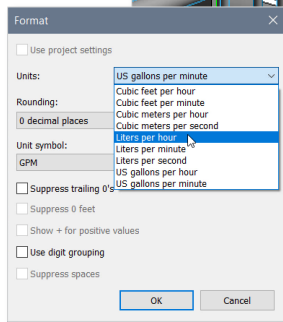 Format
Use project settings
Units:
US gallons per minute
Cubic feet per hour
Cubic feet per minute
Cubic meters per hour
Cubic meters per second
Liters per hour
Liters per minute
Liters per second
US gallons per hour
US gallons per minute
Rounding:
0 decimal places
Unit symbol:
GPM
Suppress trailing 0's
Suppress 0 feet
Show + for positive values
Use digit grouping
Suppress spaces
OK
Cancel